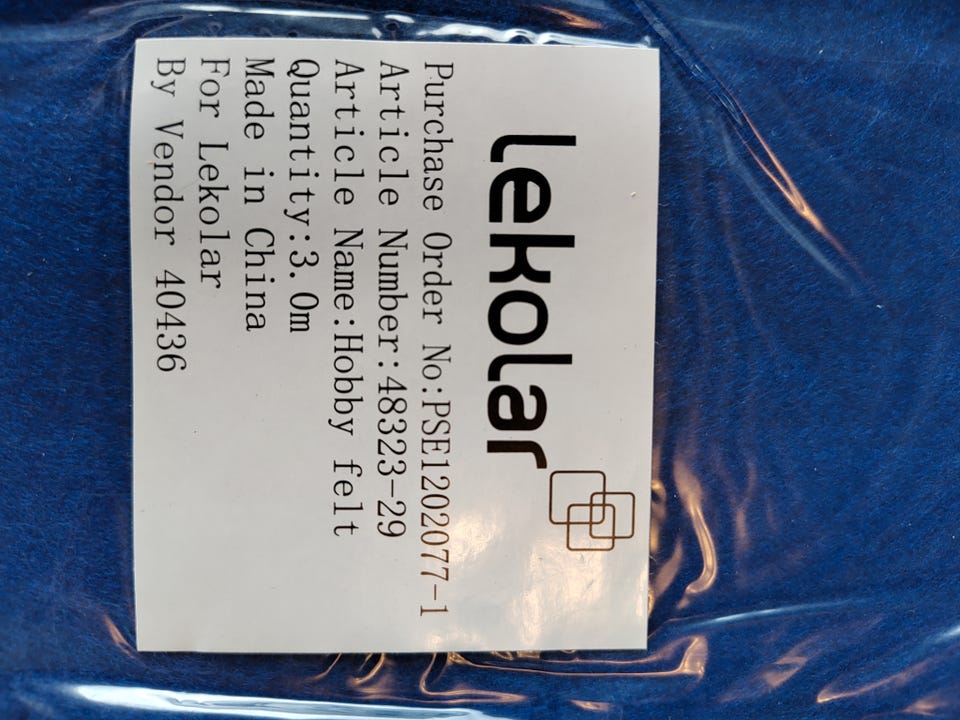 lekolar
Purchase Order No:PSE1202077-1
Article Number:48323-29
Article Name:Hobby felt
Quantity:3.0m
Made in China
For Lekolar
By Vendor 40436